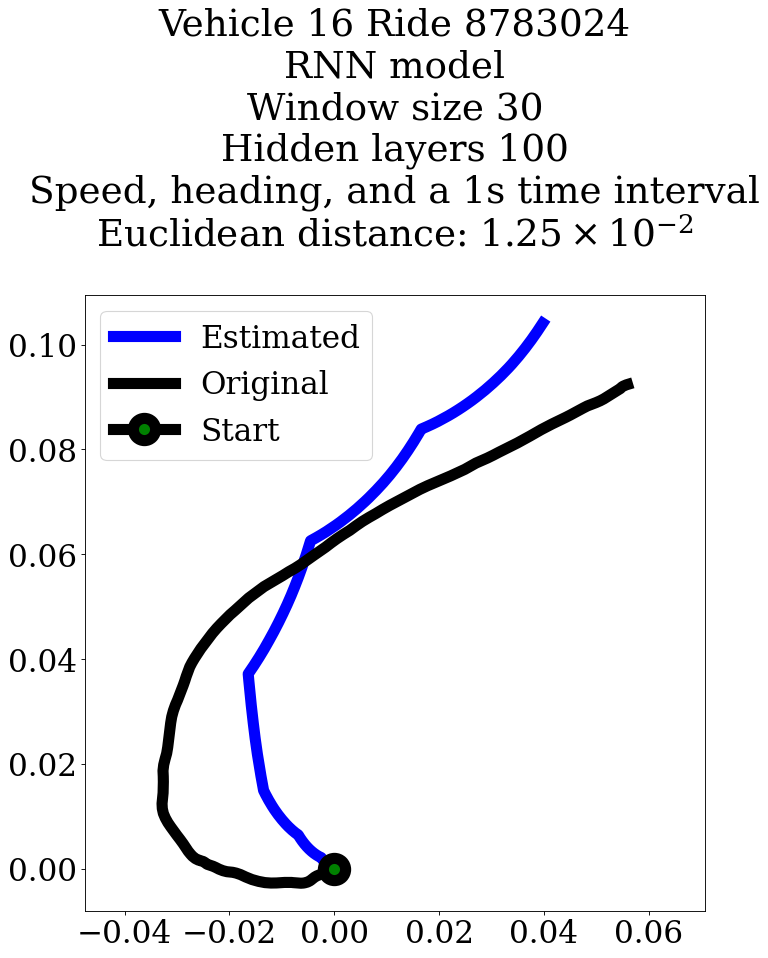 Vehicle 16 Ride 8783024
RNN model
Window size 30
Hidden layers 100
Speed, heading, and a 1s time interval
Euclidean distance: 1.25 × 10⁻²
Estimated
Original
Start
0.10
0.08
0.06
0.04
0.02
0.00
−0.04 −0.02 0.00 0.02 0.04 0.06